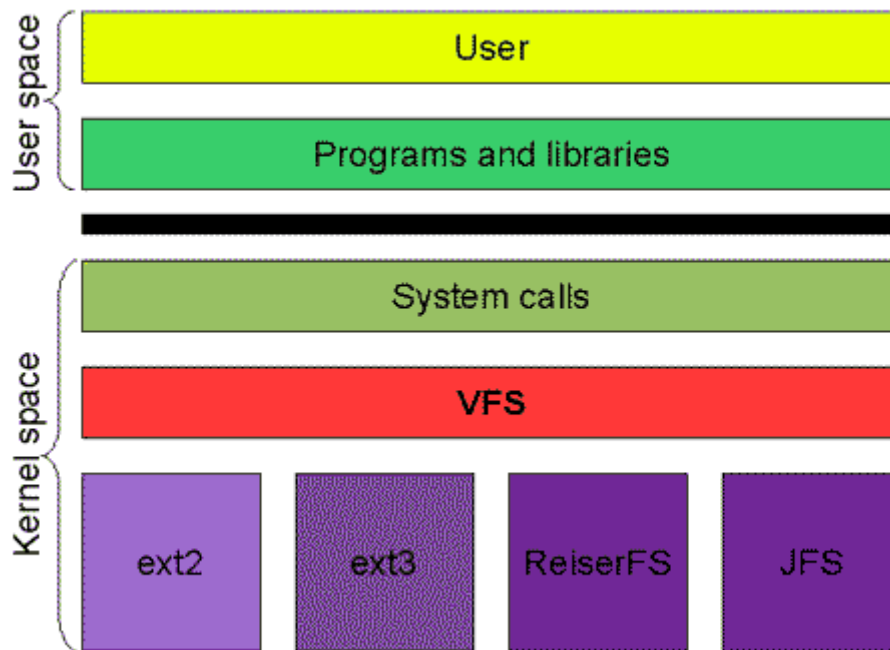 User space
User
Programs and libraries
Kernel space
System calls
VFS
ext2
ext3
ReiserFS
JFS